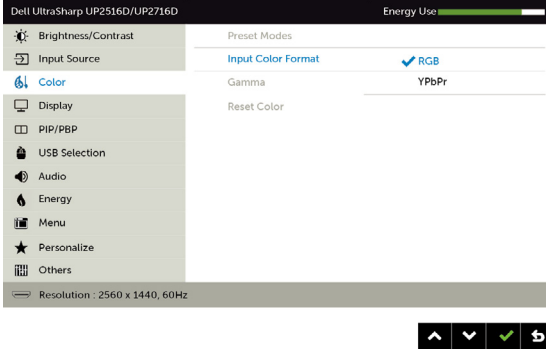 Dell UltraSharp UP2516D/UP2716D Energy Use
Brightness/Contrast Preset Modes
Input Source Input Color Format RGB
Color Gamma YPbPr
Display Reset Color
PIP/PBP
USB Selection
Audio
Energy
Menu
Personalize
Others
Resolution : 2560 x 1440, 60Hz